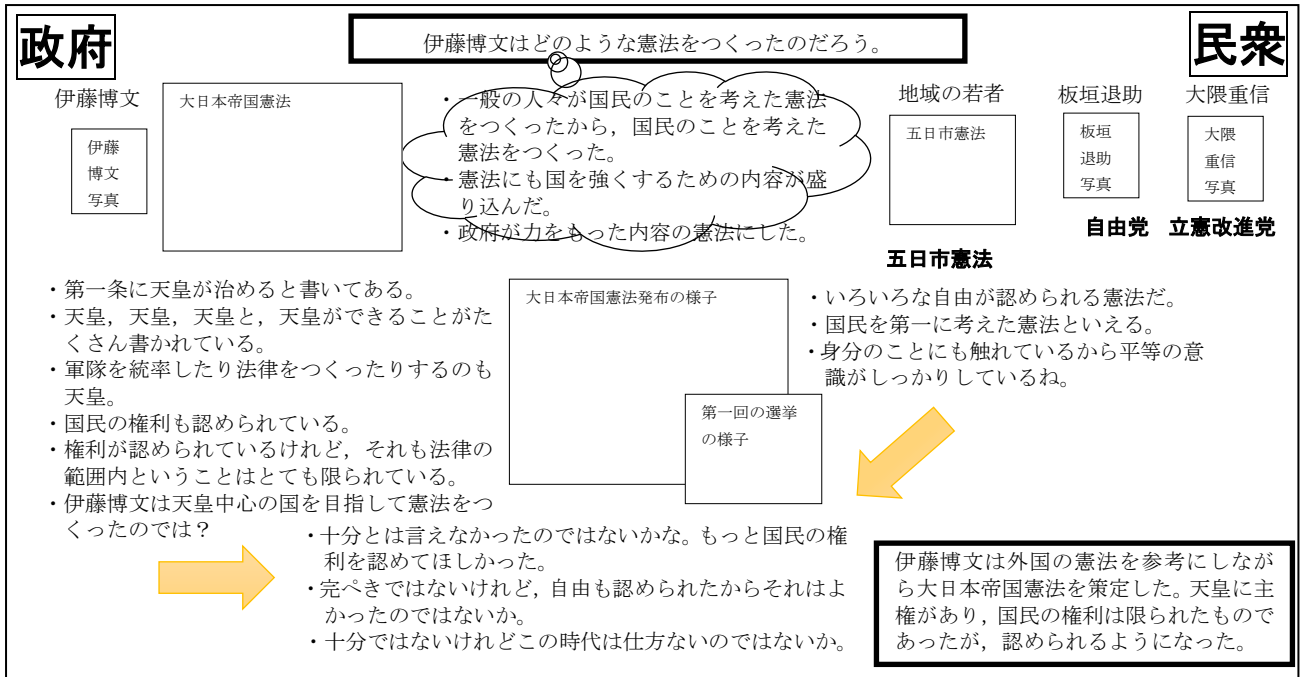 政府
民衆
伊藤博文はどのような憲法をつくったのだろう。
伊藤博文
伊藤
博文
写真
大日本帝国憲法
・一般の人々が国民のことを考えた憲法
をつくったから，国民のことを考えた
憲法をつくった。
・憲法にも国を強くするための内容が盛
り込んだ。
・政府が力をもった内容の憲法にした。
地域の若者
五日市憲法
五日市憲法
板垣退助
板垣
退助
写真
自由党
大隈重信
大隈
重信
写真
立憲改進党
・第一条に天皇が治めると書いてある。
・天皇，天皇，天皇と，天皇ができることがた
くさん書かれている。
・軍隊を統率したり法律をつくったりするのも
天皇。
・国民の権利も認められている。
・権利が認められているけれど，それも法律の
範囲内ということはとても限られている。
・伊藤博文は天皇中心の国を目指して憲法をつ
くったのでは？
大日本帝国憲法発布の様子
第一回の選挙
の様子
・いろいろな自由が認められる憲法だ。
・国民を第一に考えた憲法といえる。
・身分のことにも触れているから平等の意
識がしっかりしているね。
・十分とは言えなかったのではないかな。もっと国民の権
利を認めてほしかった。
・完ぺきではないけれど，自由も認められたからそれはよ
かったのではないか。
・十分ではないけれどこの時代は仕方ないのではないか。
伊藤博文は外国の憲法を参考にしなが
ら大日本帝国憲法を策定した。天皇に主
権があり，国民の権利は限られたもので
あったが，認められるようになった。